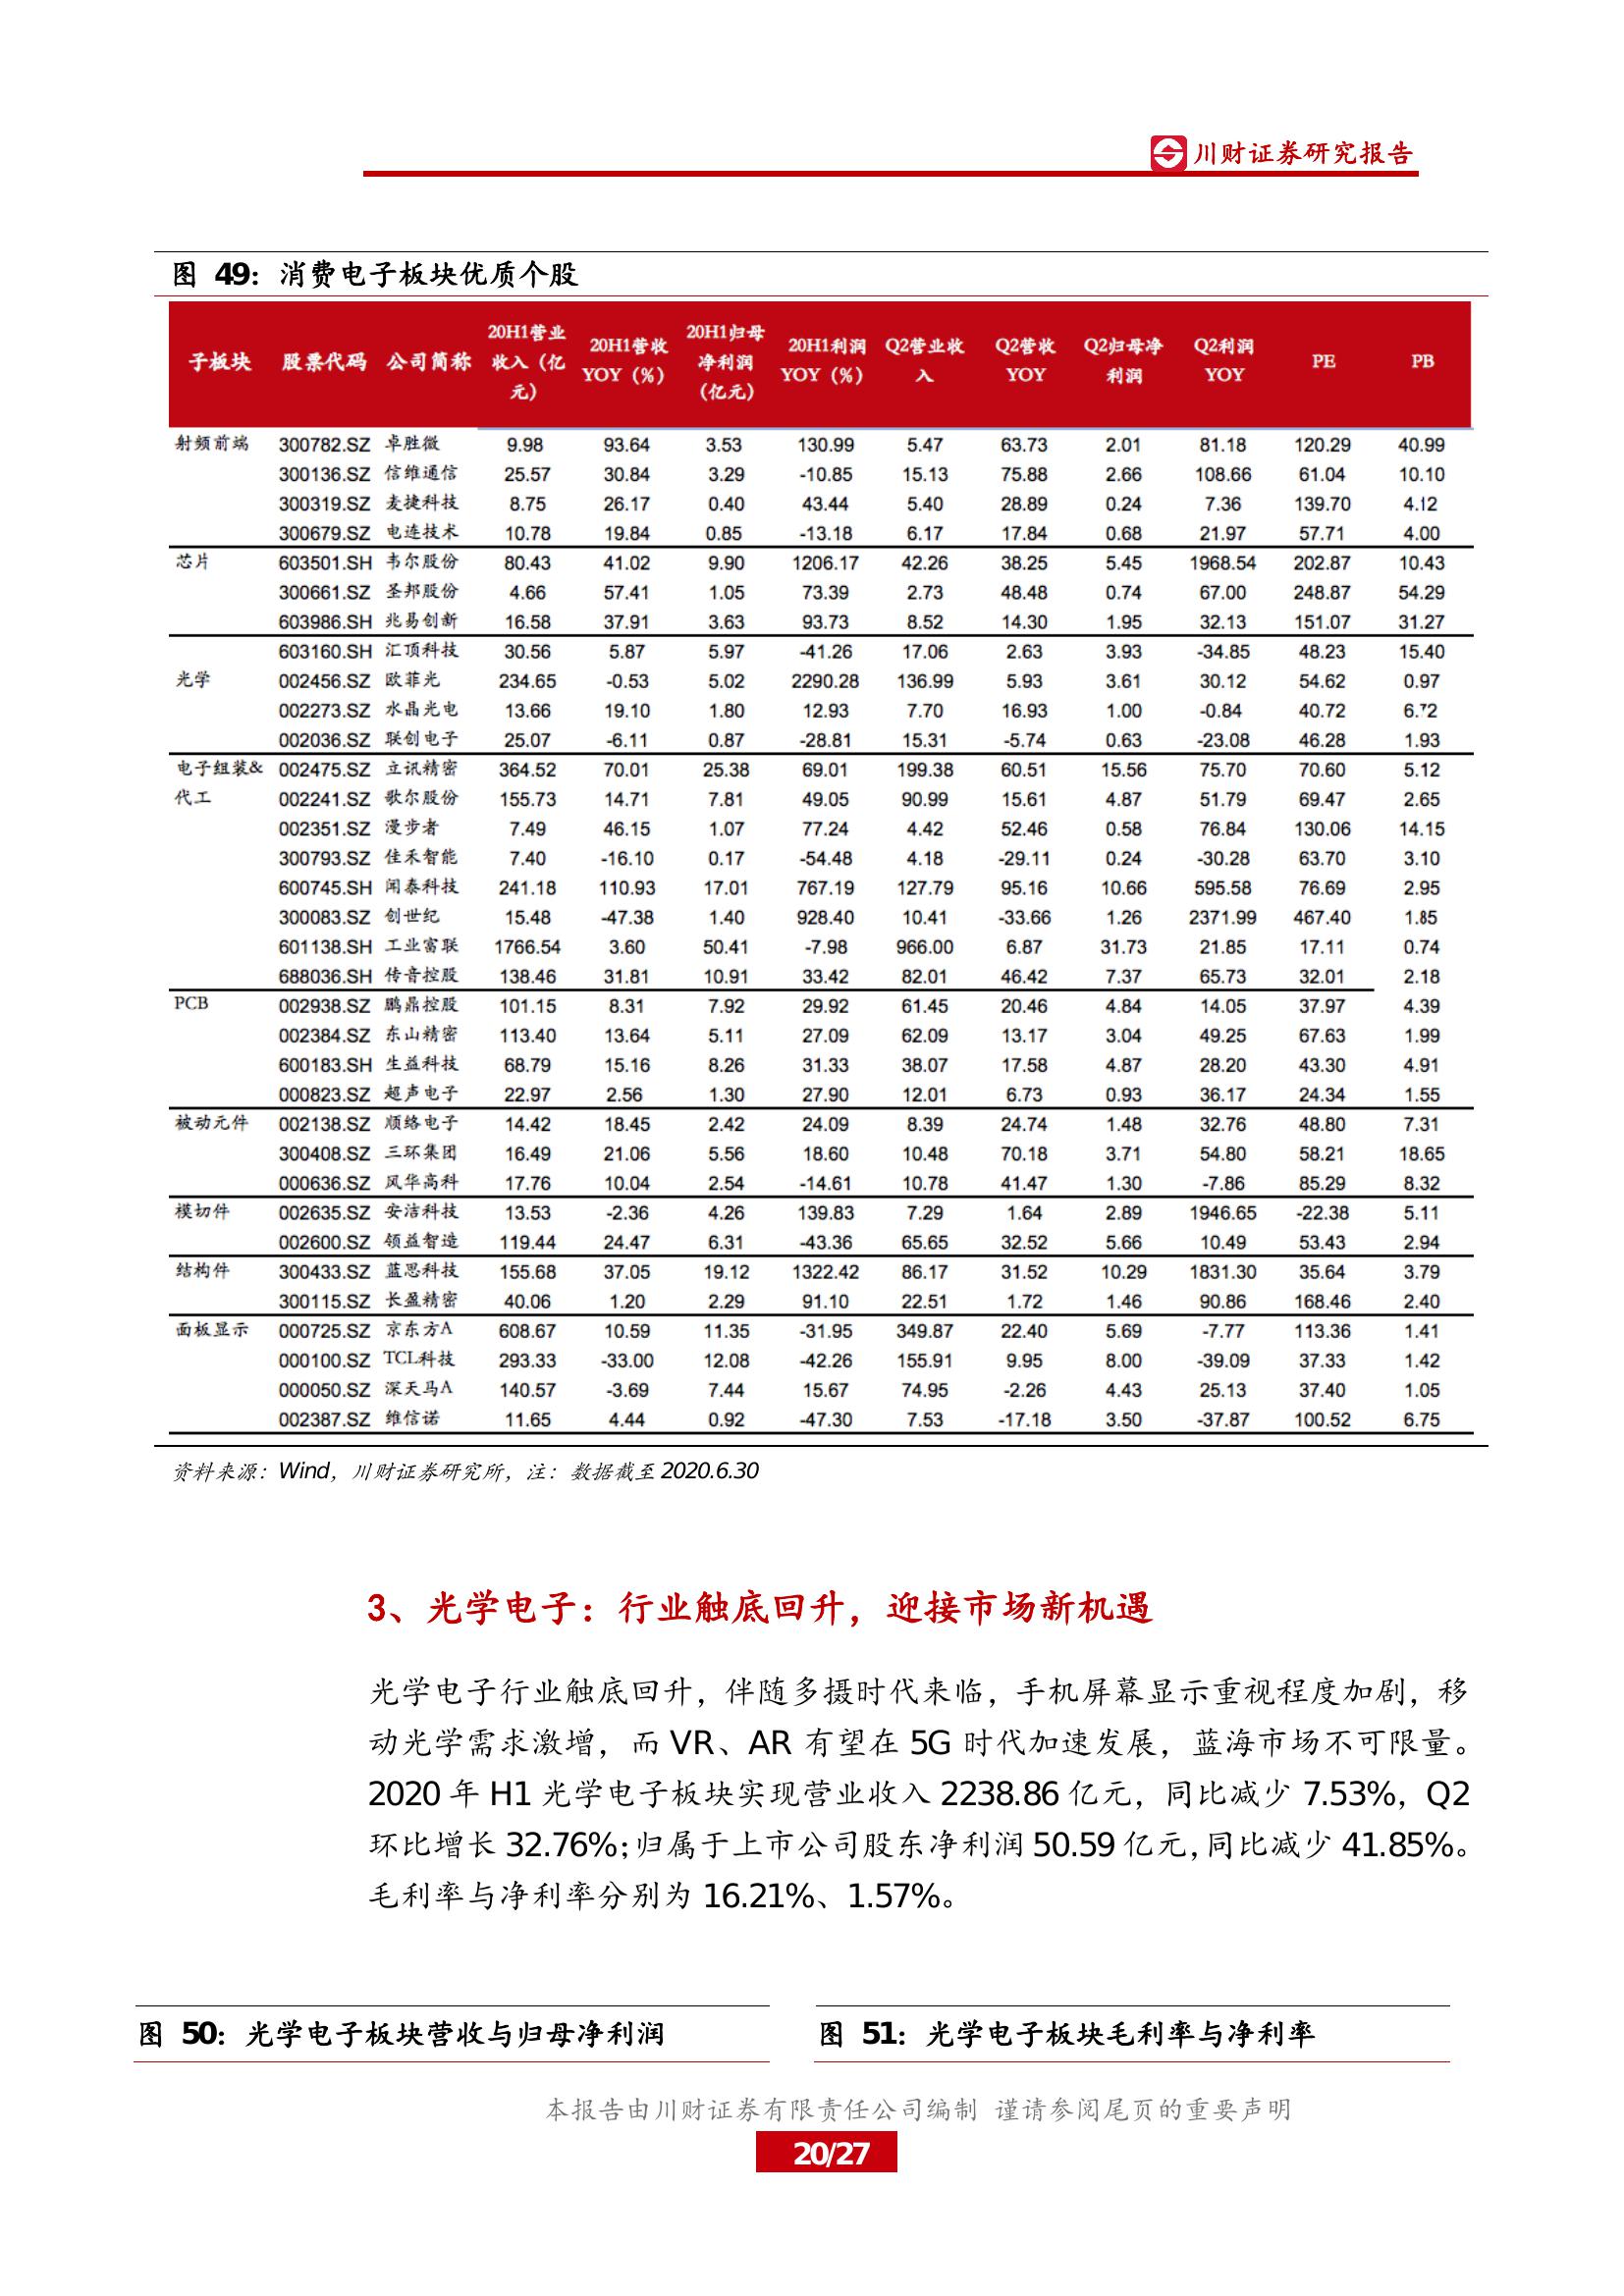 川财证券研究报告
图 49：消费电子板块优质个股
子板块 股票代码 公司简称 20H1营业收入（亿元） 20H1营收YOY（%） 20H1归母净利润（亿元） 20H1利润YOY（%） Q2营业收入 Q2营收YOY Q2归母净利润 Q2利润YOY PE PB
射频前端 300782.SZ 卓胜微 9.98 93.64 3.53 130.99 5.47 63.73 2.01 81.18 120.29 40.99
300136.SZ 信维通信 25.57 30.84 3.29 -10.85 15.13 75.88 2.66 108.66 61.04 10.10
300319.SZ 麦捷科技 8.75 26.17 0.40 43.44 5.40 28.89 0.24 7.36 139.70 4.12
300679.SZ 电连技术 10.78 19.84 0.85 -13.18 6.17 17.84 0.68 21.97 57.71 4.00
芯片 603501.SH 韦尔股份 80.43 41.02 9.90 1206.17 42.26 38.25 5.45 1968.54 202.87 10.43
300661.SZ 圣邦股份 4.66 57.41 1.05 73.39 2.73 48.48 0.74 67.00 248.87 54.29
603986.SH 兆易创新 16.58 37.91 3.63 93.73 8.52 14.30 1.95 32.13 151.07 31.27
603160.SH 汇顶科技 30.56 5.87 5.97 -41.26 17.06 2.63 3.93 -34.85 48.23 15.40
光学 002456.SZ 欧菲光 234.65 -0.53 5.02 2290.28 136.99 5.93 3.61 30.12 54.62 0.97
002273.SZ 水晶光电 13.66 19.10 1.80 12.93 7.70 16.93 1.00 -0.84 40.72 6.72
002036.SZ 联创电子 25.07 -6.11 0.87 -28.81 15.31 -5.74 0.63 -23.08 46.28 1.93
电子组装& 002475.SZ 立讯精密 364.52 70.01 25.38 69.01 199.38 60.51 15.56 75.70 70.60 5.12
代工 002241.SZ 歌尔股份 155.73 14.71 7.81 49.05 90.99 15.61 4.87 51.79 69.47 2.65
002351.SZ 漫步者 7.49 46.15 1.07 77.24 4.42 52.46 0.58 76.84 130.06 14.15
300793.SZ 佳禾智能 7.40 -16.10 0.17 -54.48 4.18 -29.11 0.24 -30.28 63.70 3.10
600745.SH 闻泰科技 241.18 110.93 17.01 767.19 127.79 95.16 10.66 595.58 76.69 2.95
300083.SZ 创世纪 15.48 -47.38 1.40 928.40 10.41 -33.66 1.26 2371.99 467.40 1.85
601138.SH 工业富联 1766.54 3.60 50.41 -7.98 966.00 6.87 31.73 21.85 17.11 0.74
688036.SH 传音控股 138.46 31.81 10.91 33.42 82.01 46.42 7.37 65.73 32.01 2.18
PCB 002938.SZ 鹏鼎控股 101.15 8.31 7.92 29.92 61.45 20.46 4.84 14.05 37.97 4.39
002384.SZ 东山精密 113.40 13.64 5.11 27.09 62.09 13.17 3.04 49.25 67.63 1.99
600183.SH 生益科技 68.79 15.16 8.26 31.33 38.07 17.58 4.87 28.20 43.30 4.91
000823.SZ 超声电子 22.97 2.56 1.30 27.90 12.01 6.73 0.93 36.17 24.34 1.55
被动元件 002138.SZ 顺络电子 14.42 18.45 2.42 24.09 8.39 24.74 1.48 32.76 48.80 7.31
300408.SZ 三环集团 16.49 21.06 5.56 18.60 10.48 70.18 3.71 54.80 58.21 18.65
000636.SZ 风华高科 17.76 10.04 2.54 -14.61 10.78 41.47 1.30 -7.86 85.29 8.32
模切件 002635.SZ 安洁科技 13.53 -2.36 4.26 139.83 7.29 1.64 2.89 1946.65 -22.38 5.11
002600.SZ 领益智造 119.44 24.47 6.31 -43.36 65.65 32.52 5.66 10.49 53.43 2.94
结构件 300433.SZ 蓝思科技 155.68 37.05 19.12 1322.42 86.17 31.52 10.29 1831.30 35.64 3.79
300115.SZ 长盈精密 40.06 1.20 2.29 91.10 22.51 1.72 1.46 90.86 168.46 2.40
面板显示 000725.SZ 京东方A 608.67 10.59 11.35 -31.95 349.87 22.40 5.69 -7.77 113.36 1.41
000100.SZ TCL科技 293.33 -33.00 12.08 -42.26 155.91 9.95 8.00 -39.09 37.33 1.42
000050.SZ 深天马A 140.57 -3.69 7.44 15.67 74.95 -2.26 4.43 25.13 37.40 1.05
002387.SZ 维信诺 11.65 4.44 0.92 -47.30 7.53 -17.18 3.50 -37.87 100.52 6.75
资料来源：Wind，川财证券研究所，注：数据截至 2020.6.30
3、光学电子：行业触底回升，迎接市场新机遇
光学电子行业触底回升，伴随多摄时代来临，手机屏幕显示重视程度加剧，移
动光学需求激增，而 VR、AR 有望在 5G 时代加速发展，蓝海市场不可限量。
2020 年 H1 光学电子板块实现营业收入 2238.86 亿元，同比减少 7.53%，Q2
环比增长 32.76%；归属于上市公司股东净利润 50.59 亿元，同比减少 41.85%。
毛利率与净利率分别为 16.21%、1.57%。
图 50：光学电子板块营收与归母净利润
图 51：光学电子板块毛利率与净利率
本报告由川财证券有限责任公司编制 谨请参阅尾页的重要声明
20/27